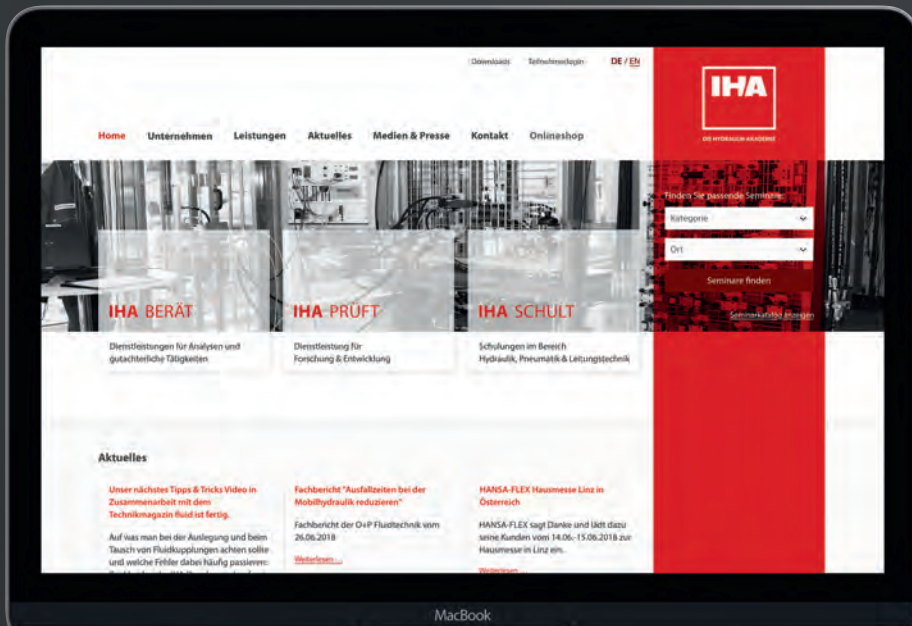 Downloads Teilnehmerlogin DE / EN
IHA
DIE HYDRAULIK-AKADEMIE
Home Unternehmen Leistungen Aktuelles Medien & Presse Kontakt Onlineshop
Finden Sie passende Seminare:
Kategorie
Ort
Seminare finden
Seminarkatalog anzeigen
IHA BERÄT
Dienstleistungen für Analysen und
gutachterliche Tätigkeiten
IHA PRÜFT
Dienstleistung für
Forschung & Entwicklung
IHA SCHULT
Schulungen im Bereich
Hydraulik, Pneumatik & Leitungstechnik
Aktuelles
Unser nächstes Tipps & Tricks Video in
Zusammenarbeit mit dem
Technikmagazin fluid ist fertig.
Auf was man bei der Auslegung und beim
Tausch von Fluidkupplungen achten sollte
und welche Fehler dabei häufig passieren:
Fachbericht "Ausfallzeiten bei der
Mobilhydraulik reduzieren"
Fachbericht der O+P Fluidtechnik vom
26.06.2018
Weiterlesen ...
HANSA-FLEX Hausmesse Linz in
Österreich
HANSA-FLEX sagt Danke und lädt dazu
seine Kunden vom 14.06.-15.06.2018 zur
Hausmesse in Linz ein.
Weiterlesen ...
MacBook